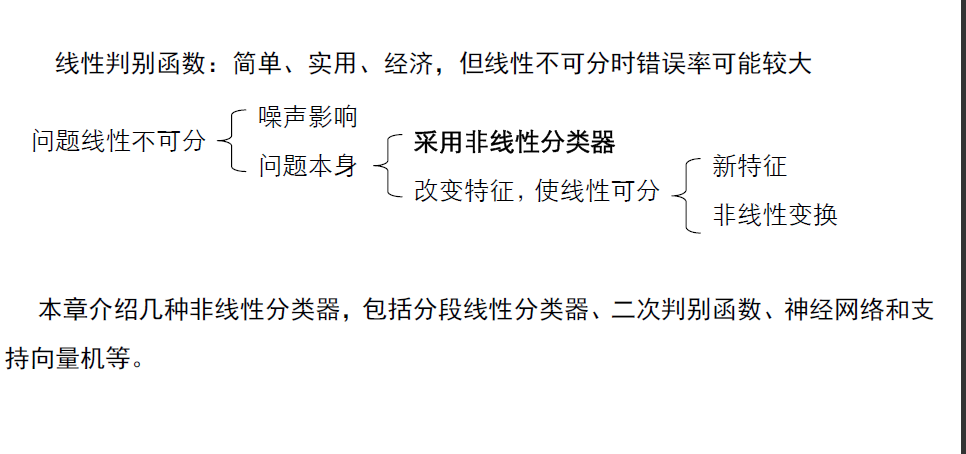 线性判别函数：简单、实用、经济，但线性不可分时错误率可能较大
问题线性不可分
噪声影响
问题本身
采用非线性分类器
改变特征，使线性可分
新特征
非线性变换
本章介绍几种非线性分类器，包括分段线性分类器、二次判别函数、神经网络和支
持向量机等。